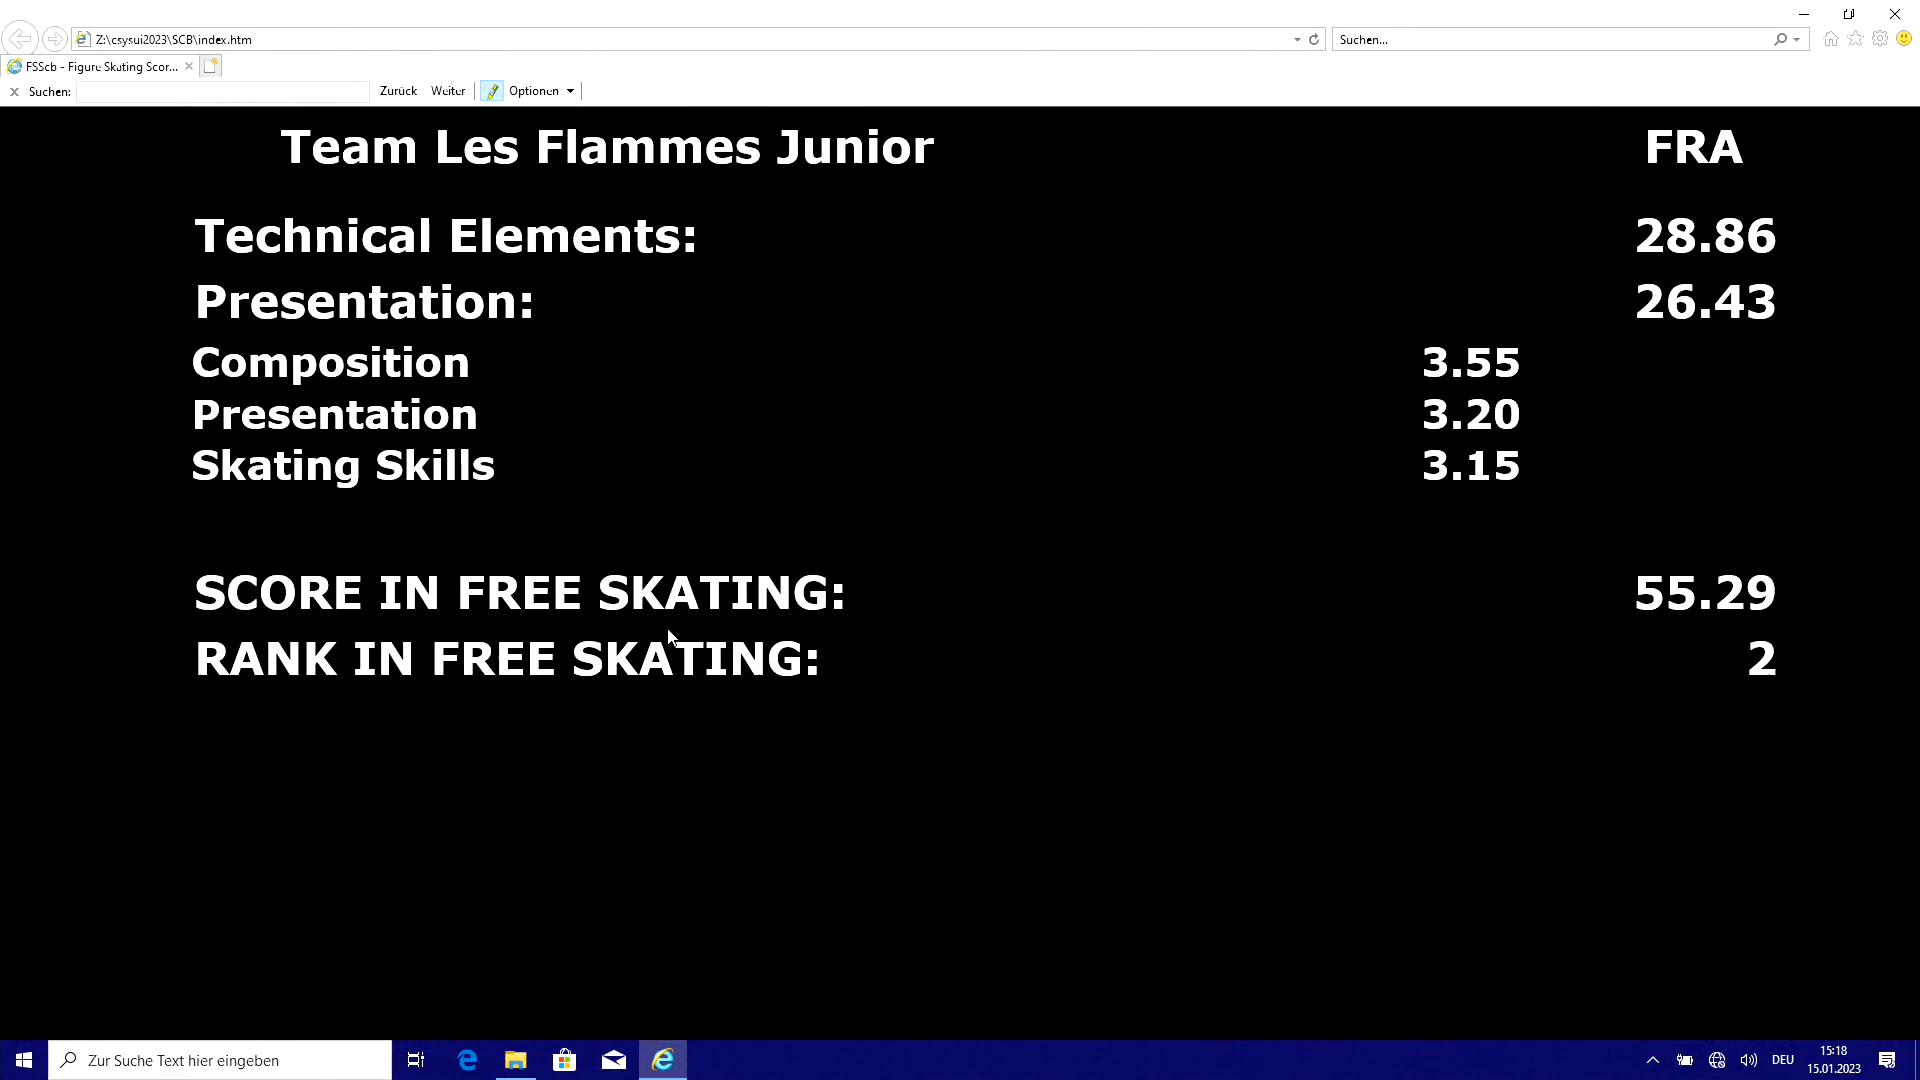 Z:\csysui2023\SCB\index.htm
Suchen...
FSScb - Figure Skating Scor...
Suchen:
Zurück Weiter Optionen
Team Les Flammes Junior FRA
Technical Elements: 28.86
Presentation: 26.43
Composition 3.55
Presentation 3.20
Skating Skills 3.15
SCORE IN FREE SKATING: 55.29
RANK IN FREE SKATING: 2
Zur Suche Text hier eingeben
DEU
15:18
15.01.2023